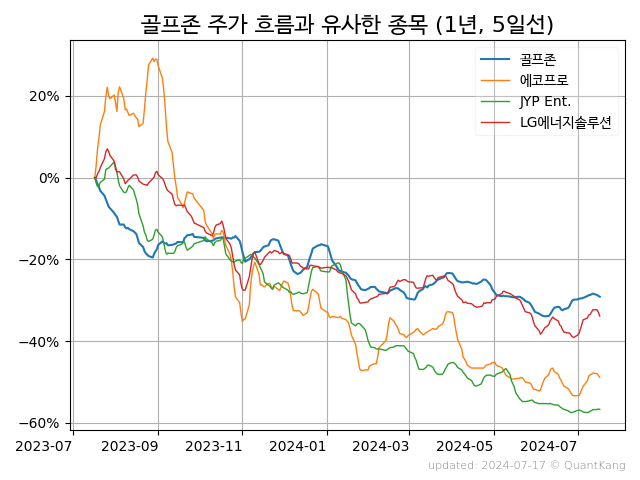 골프존 주가 흐름과 유사한 종목 (1년, 5일선)
골프존
에코프로
JYP Ent.
LG에너지솔루션
20%
0%
−20%
−40%
−60%
2023-07 2023-09 2023-11 2024-01 2024-03 2024-05 2024-07
updated: 2024-07-17 © QuantKang